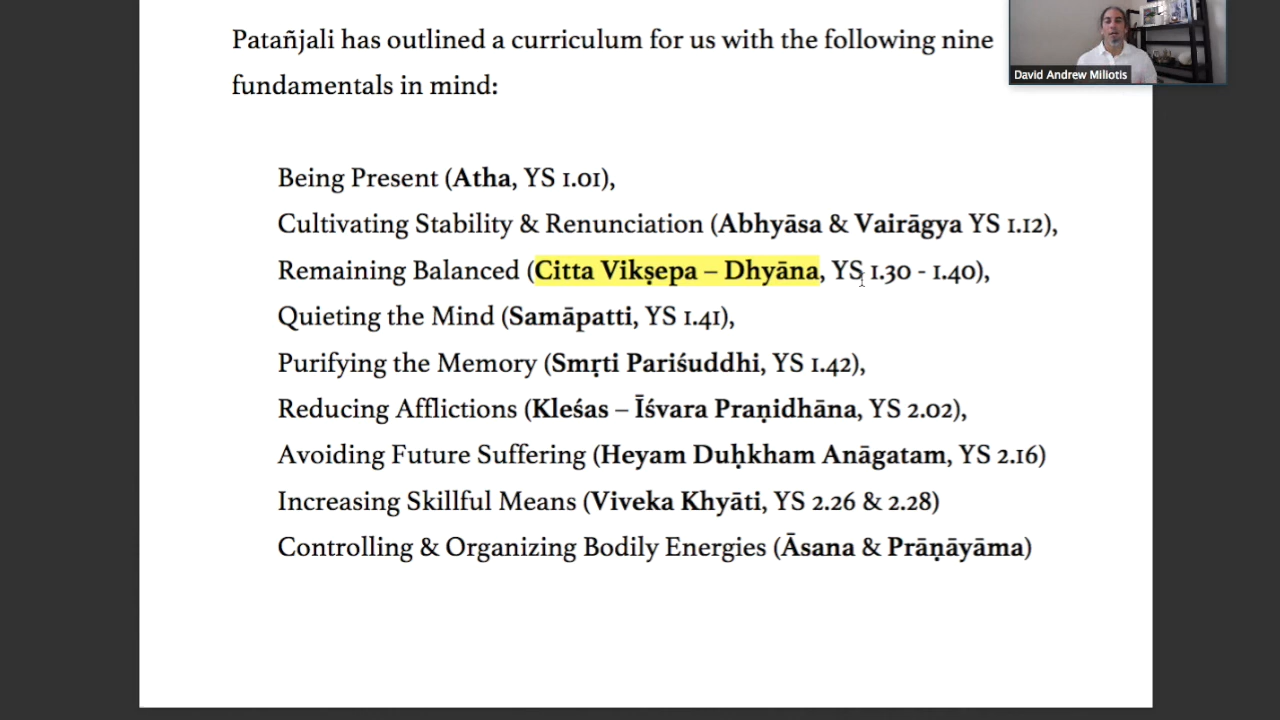 Patañjali has outlined a curriculum for us with the following nine
fundamentals in mind:
David Andrew Miliotis
Being Present (Atha, YS 1.01),
Cultivating Stability & Renunciation (Abhyāsa & Vairāgya YS 1.12),
Remaining Balanced (Citta Vikṣepa – Dhyāna, YS 1.30 - 1.40),
Quieting the Mind (Samāpatti, YS 1.41),
Purifying the Memory (Smṛti Pariśuddhi, YS 1.42),
Reducing Afflictions (Kleśas – Īśvara Praṇidhāna, YS 2.02),
Avoiding Future Suffering (Heyam Duḥkham Anāgatam, YS 2.16)
Increasing Skillful Means (Viveka Khyāti, YS 2.26 & 2.28)
Controlling & Organizing Bodily Energies (Āsana & Prāṇāyāma)